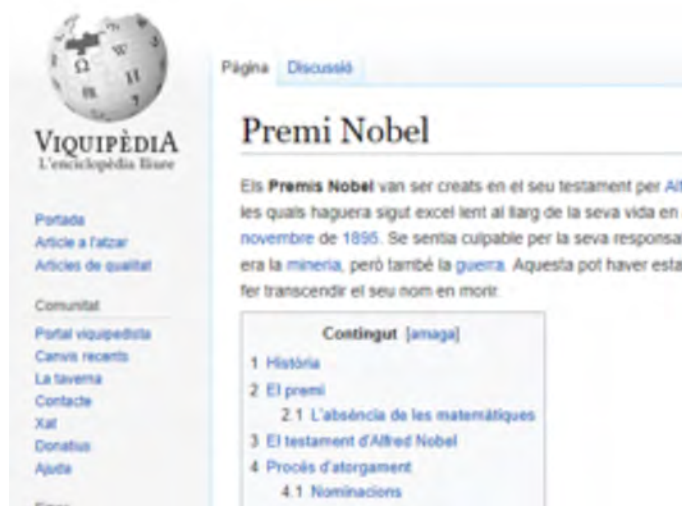 VIQUIPÈDIA
L'enciclopèdia lliure
Portada
Article a l'atzar
Articles de qualitat
Comunitat
Portal viquipedista
Canvis recents
La taverna
Contacte
Xat
Donatius
Ajuda
Pàgina Discussió
Premi Nobel
Els Premis Nobel van ser creats en el seu testament per
les quals haguera sigut excel lent al llarg de la seva vida en
novembre de 1895. Se sentia culpable per la seva
era la mineria, però també la guerra. Aquesta pot haver
fer transcendir el seu nom en morir.
Contingut [amaga]
1 Història
2 El premi
2.1 L'absència de les matemàtiques
3 El testament d'Alfred Nobel
4 Procés d'atorgament
4.1 Nominacions